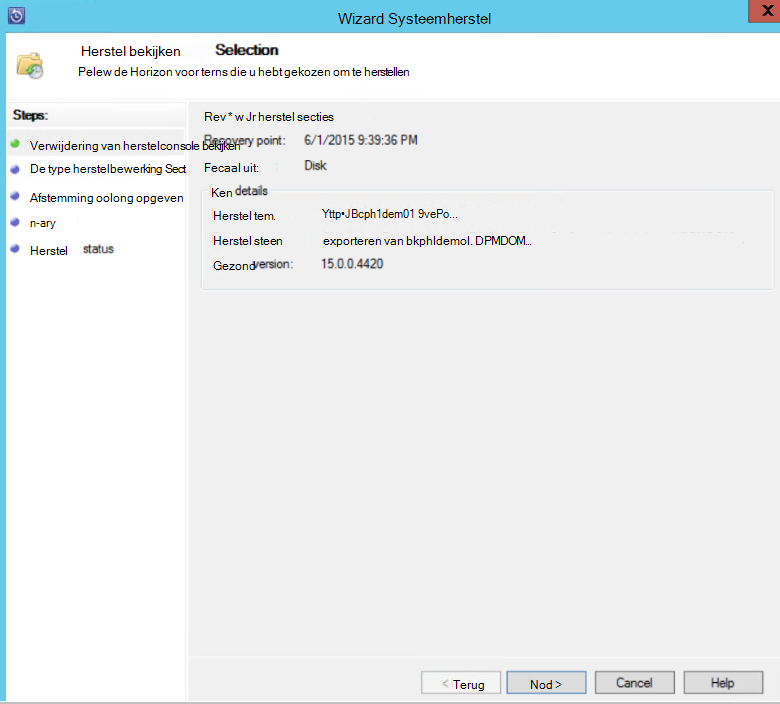 Wizard Systeemherstel
X
Herstel bekijken Selection
Pelew de Horizon voor terns die u hebt gekozen om te herstellen
Steps:
Verwijdering van herstelconsole bekijken
De type herstelbewerking Sect
Afstemming oolong opgeven
n-ary
Herstel status
Rev * w Jr herstel secties
Recovery point: 6/1/2015 9:39:36 PM
Fecaal uit: Disk
Ken details
Herstel tem. Yttp•JBcph1dem01 9vePo...
Herstel steen exporteren van bkphldemol. DPMDOM...
Gezond version: 15.0.0.4420
< Terug
Nod >
Cancel
Help